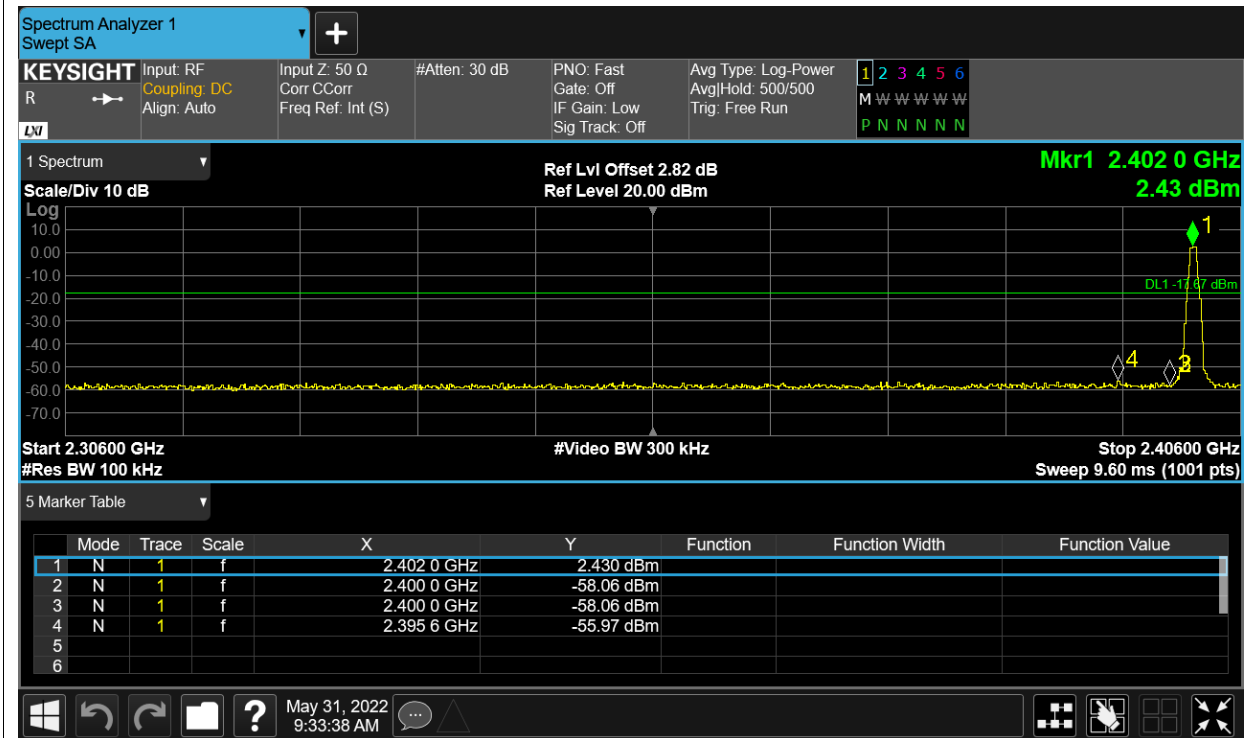 Spectrum Analyzer 1
Swept SA
KEYSIGHT
R
LXI
Input: RF
Coupling: DC
Align: Auto
Input Z: 50 Ω
Corr CCorr
Freq Ref: Int (S)
#Atten: 30 dB
PNO: Fast
Gate: Off
IF Gain: Low
Sig Track: Off
Avg Type: Log-Power
Avg|Hold: 500/500
Trig: Free Run
1 2 3 4 5 6
M W W W W W
P N N N N N
1 Spectrum
Scale/Div 10 dB
Ref Lvl Offset 2.82 dB
Ref Level 20.00 dBm
Mkr1 2.402 0 GHz
2.43 dBm
Log
10.0
0.00
-10.0
-20.0
-30.0
-40.0
-50.0
-60.0
-70.0
1
DL1 -17.67 dBm
4
Start 2.30600 GHz
#Res BW 100 kHz
#Video BW 300 kHz
Stop 2.40600 GHz
Sweep 9.60 ms (1001 pts)
5 Marker Table
Mode Trace Scale X Y Function Function Width Function Value
1 N 1 f 2.402 0 GHz 2.430 dBm
2 N 1 f 2.400 0 GHz -58.06 dBm
3 N 1 f 2.400 0 GHz -58.06 dBm
4 N 1 f 2.395 6 GHz -55.97 dBm
5
6
?
May 31, 2022
9:33:38 AM